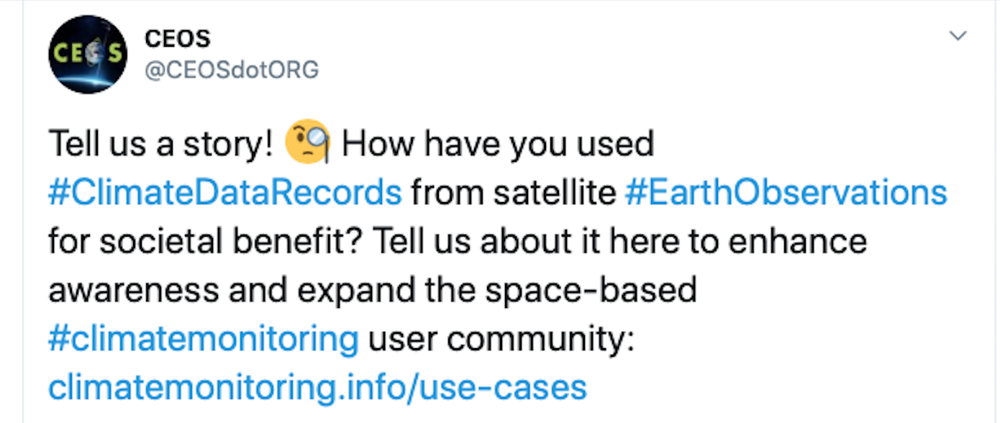 CEOS
CEOS
@CEOSdotORG
Tell us a story! 🧐 How have you used
#ClimateDataRecords from satellite #EarthObservations
for societal benefit? Tell us about it here to enhance
awareness and expand the space-based
#climatemonitoring user community:
climatemonitoring.info/use-cases